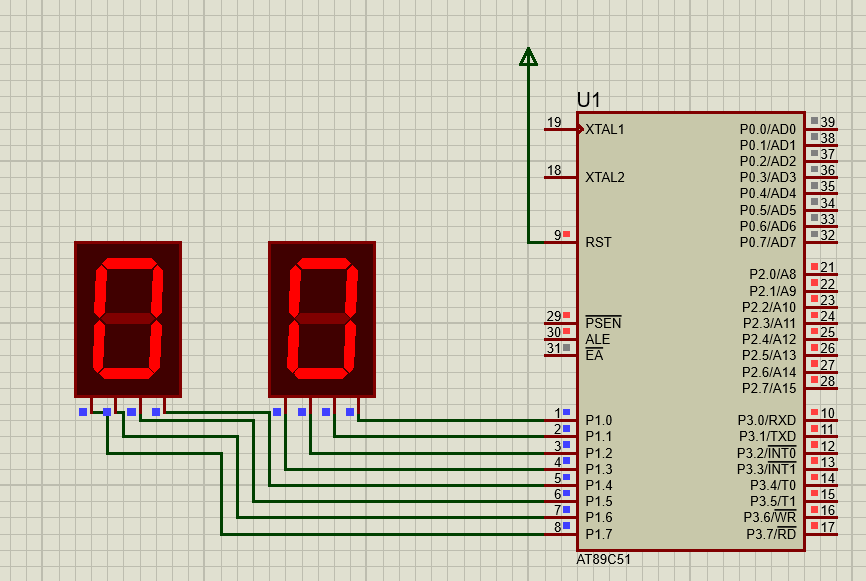 U1
19 XTAL1 P0.0/AD0 39
P0.1/AD1 38
P0.2/AD2 37
18 XTAL2 P0.3/AD3 36
P0.4/AD4 35
P0.5/AD5 34
P0.6/AD6 33
9 RST P0.7/AD7 32
P2.0/A8 21
P2.1/A9 22
P2.2/A10 23
29 PSEN P2.3/A11 24
30 ALE P2.4/A12 25
31 EA P2.5/A13 26
P2.6/A14 27
P2.7/A15 28
1 P1.0 P3.0/RXD 10
2 P1.1 P3.1/TXD 11
3 P1.2 P3.2/INT0 12
4 P1.3 P3.3/INT1 13
5 P1.4 P3.4/T0 14
6 P1.5 P3.5/T1 15
7 P1.6 P3.6/WR 16
8 P1.7 P3.7/RD 17
AT89C51
0 0